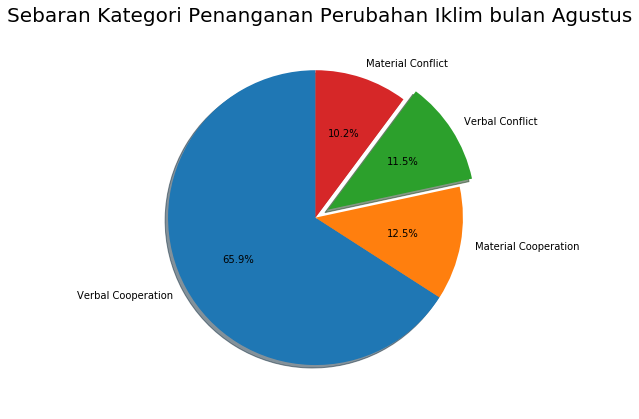 Sebaran Kategori Penanganan Perubahan Iklim bulan Agustus
Material Conflict
10.2%
Verbal Conflict
11.5%
12.5%
Material Cooperation
65.9%
Verbal Cooperation